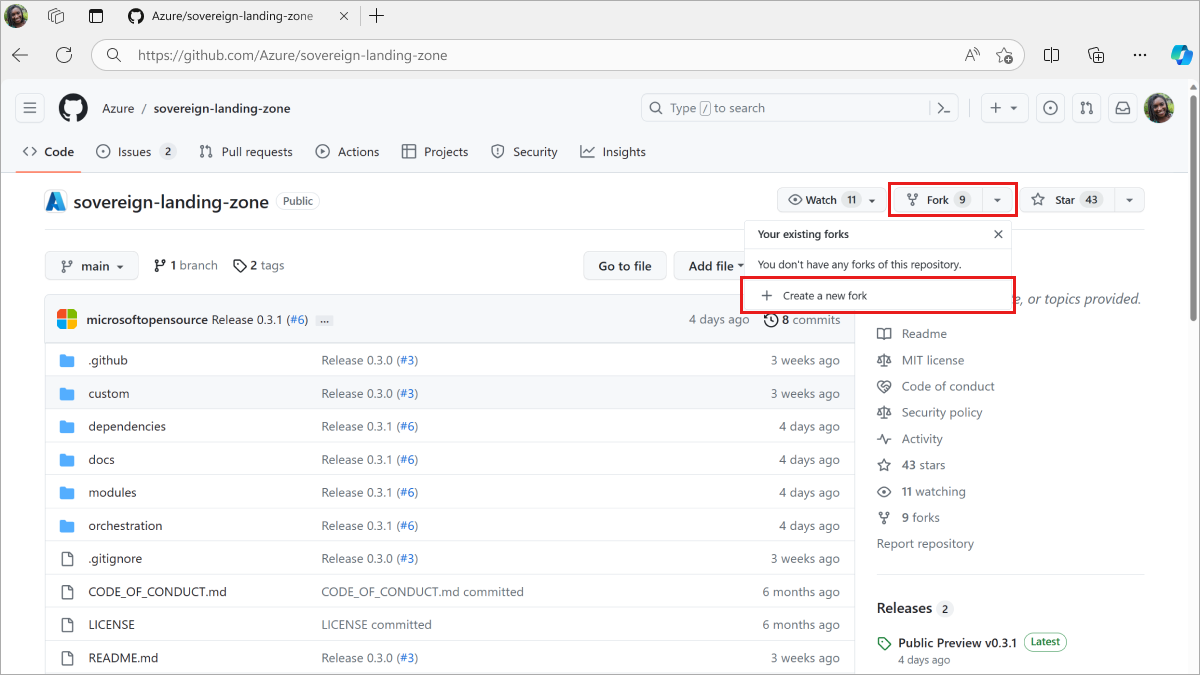 Azure/sovereign-landing-zone
https://github.com/Azure/sovereign-landing-zone
Azure / sovereign-landing-zone
Type / to search
Code
Issues 2
Pull requests
Actions
Projects
Security
Insights
sovereign-landing-zone Public
Watch 11
Fork 9
Star 43
Your existing forks
You don't have any forks of this repository.
Create a new fork
main
1 branch
2 tags
Go to file
Add file
, or topics provided.
microsoftopensource Release 0.3.1 (#6) ...
4 days ago
8 commits
.github Release 0.3.0 (#3) 3 weeks ago
custom Release 0.3.0 (#3) 3 weeks ago
dependencies Release 0.3.1 (#6) 4 days ago
docs Release 0.3.1 (#6) 4 days ago
modules Release 0.3.1 (#6) 4 days ago
orchestration Release 0.3.1 (#6) 4 days ago
.gitignore Release 0.3.0 (#3) 3 weeks ago
CODE_OF_CONDUCT.md CODE_OF_CONDUCT.md committed 6 months ago
LICENSE LICENSE committed 6 months ago
README.md Release 0.3.0 (#3) 3 weeks ago
Readme
MIT license
Code of conduct
Security policy
Activity
43 stars
11 watching
9 forks
Report repository
Releases 2
Public Preview v0.3.1 Latest
4 days ago